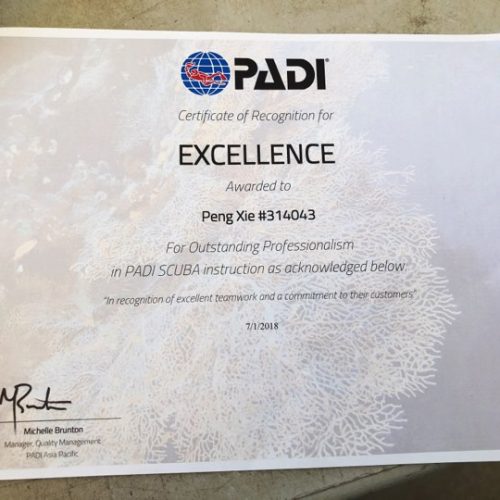 PADI
Certificate of Recognition for
EXCELLENCE
Awarded to
Peng Xie #314043
For Outstanding Professionalism
in PADI SCUBA instruction as acknowledged below:
"In recognition of excellent teamwork and a commitment to their customers"
7/1/2018
Michelle Brunton
Manager, Quality Management
PADI Asia Pacific